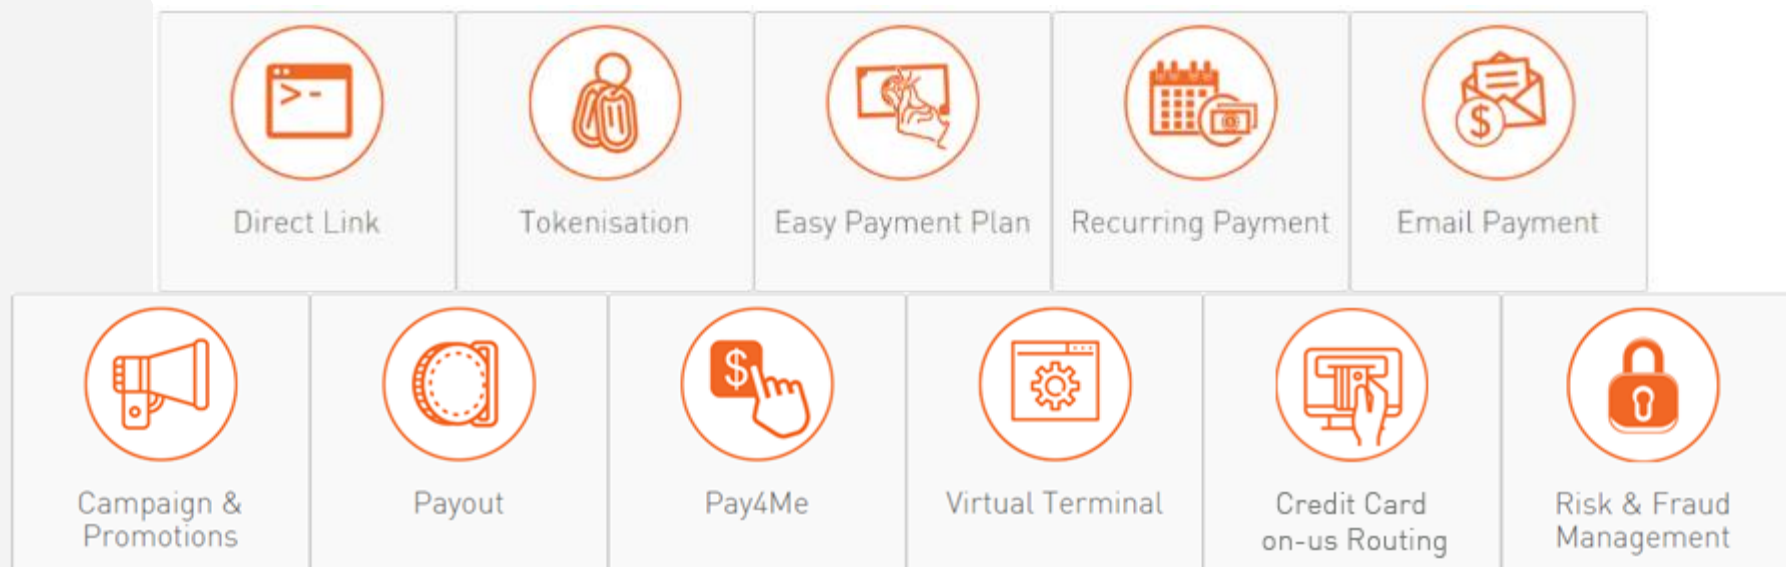 Direct Link
Tokenisation
Easy Payment Plan
Recurring Payment
$
Email Payment
Campaign &
Promotions
Payout
$
Pay4Me
Virtual Terminal
Credit Card
on-us Routing
Risk & Fraud
Management